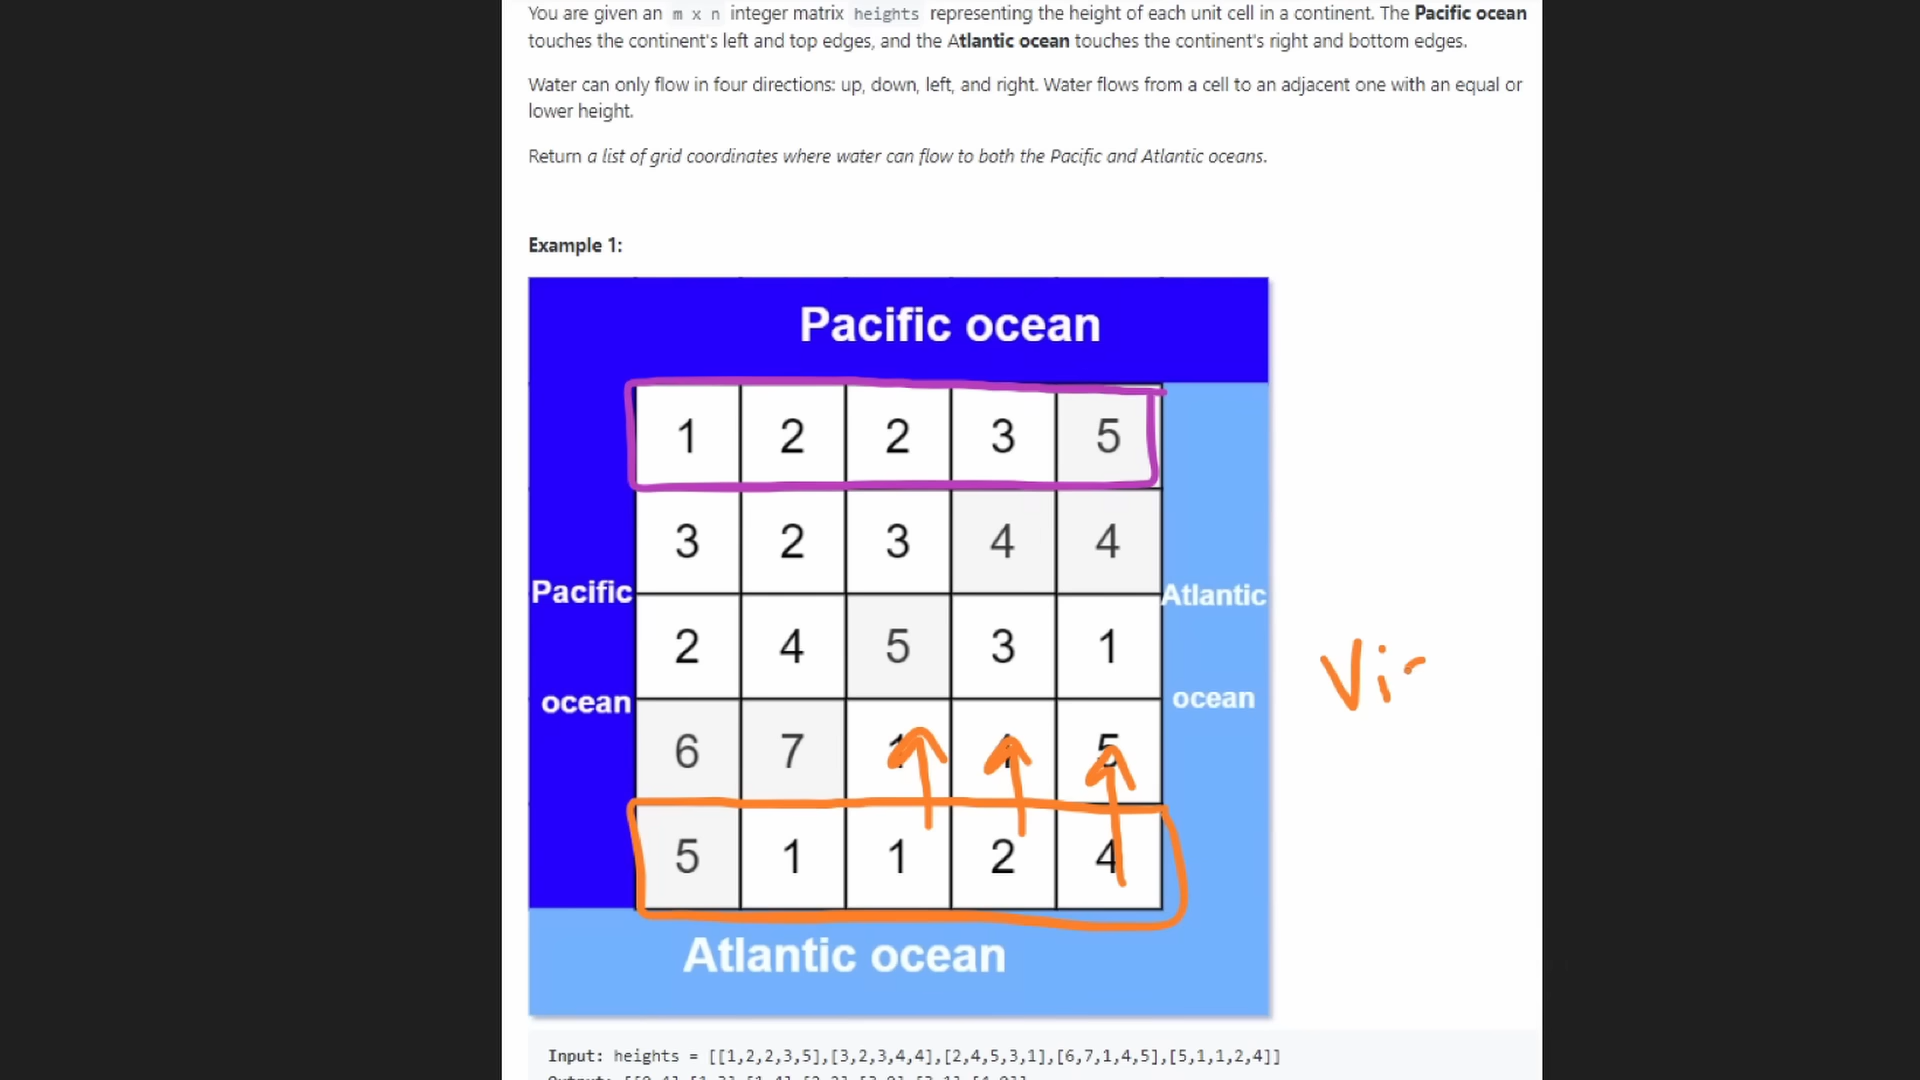 You are given an m x n integer matrix heights representing the height of each unit cell in a continent. The Pacific ocean
touches the continent's left and top edges, and the Atlantic ocean touches the continent's right and bottom edges.
Water can only flow in four directions: up, down, left, and right. Water flows from a cell to an adjacent one with an equal or
lower height.
Return a list of grid coordinates where water can flow to both the Pacific and Atlantic oceans.
Example 1:
Pacific ocean
1 2 2 3 5
3 2 3 4 4
Pacific
Atlantic
2 4 5 3 1
Vi
ocean
ocean
6 7 1 4 5
5 1 1 2 4
Atlantic ocean
Input: heights = [[1,2,2,3,5],[3,2,3,4,4],[2,4,5,3,1],[6,7,1,4,5],[5,1,1,2,4]]